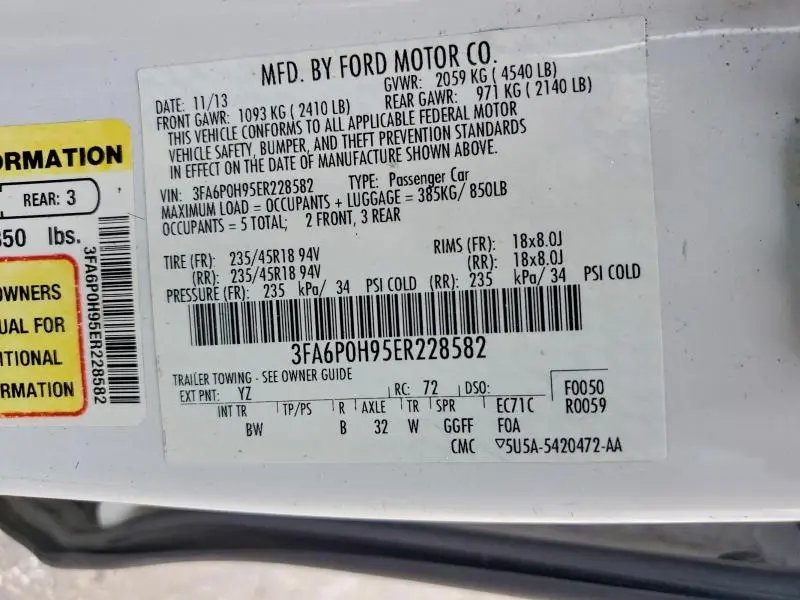 MFD. BY FORD MOTOR CO.
DATE: 11/13 GVWR: 2059 KG ( 4540 LB)
FRONT GAWR: 1093 KG ( 2410 LB) REAR GAWR: 971 KG ( 2140 LB)
THIS VEHICLE CONFORMS TO ALL APPLICABLE FEDERAL MOTOR
VEHICLE SAFETY, BUMPER, AND THEFT PREVENTION STANDARDS
IN EFFECT ON THE DATE OF MANUFACTURE SHOWN ABOVE.
VIN: 3FA6P0H95ER228582 TYPE: Passenger Car
MAXIMUM LOAD = OCCUPANTS + LUGGAGE = 385KG/ 850LB
OCCUPANTS = 5 TOTAL; 2 FRONT, 3 REAR
TIRE (FR): 235/45R18 94V RIMS (FR): 18x8.0J
(RR): 235/45R18 94V (RR): 18x8.0J
PRESSURE (FR): 235 kPa/ 34 PSI COLD (RR): 235 kPa/ 34 PSI COLD
3FA6P0H95ER228582
TRAILER TOWING - SEE OWNER GUIDE
EXT PNT: YZ RC: 72 DSO: F0050
INT TR TP/PS R AXLE TR SPR EC71C R0059
BW B 32 W GGFF FOA
CMC ▽5U5A-5420472-AA
ORMATION
REAR: 3
850 lbs.
3FA6P0H95ER228582
OWNERS
UAL FOR
ITIONAL
RMATION